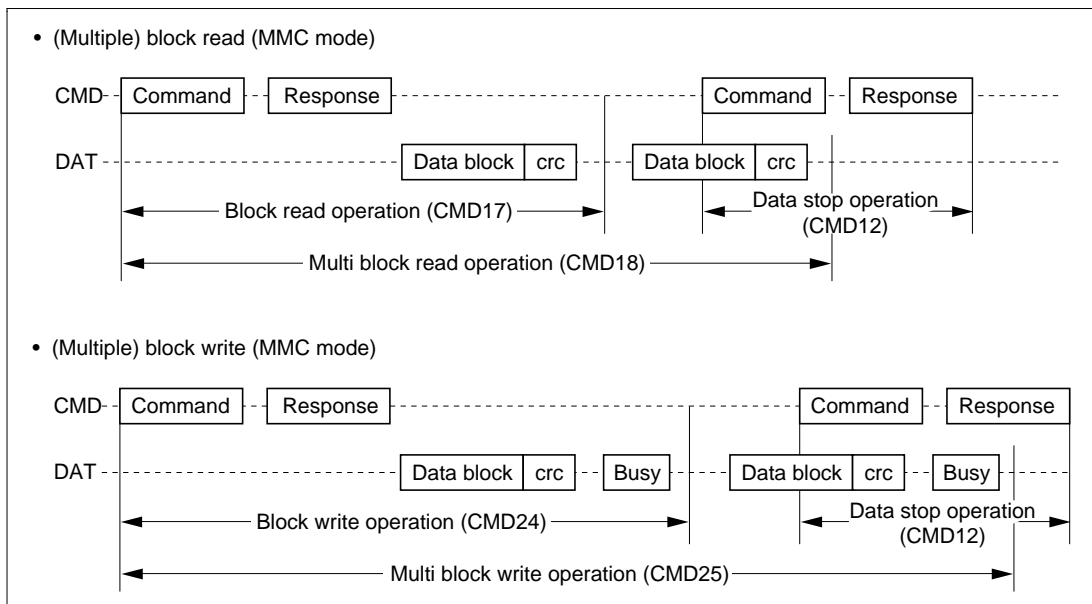 • (Multiple) block read (MMC mode)
CMD Command Response Command Response
DAT Data block crc Data block crc
Block read operation (CMD17) Data stop operation
(CMD12)
Multi block read operation (CMD18)
• (Multiple) block write (MMC mode)
CMD Command Response Command Response
DAT Data block crc Busy Data block crc Busy
Block write operation (CMD24) Data stop operation
(CMD12)
Multi block write operation (CMD25)